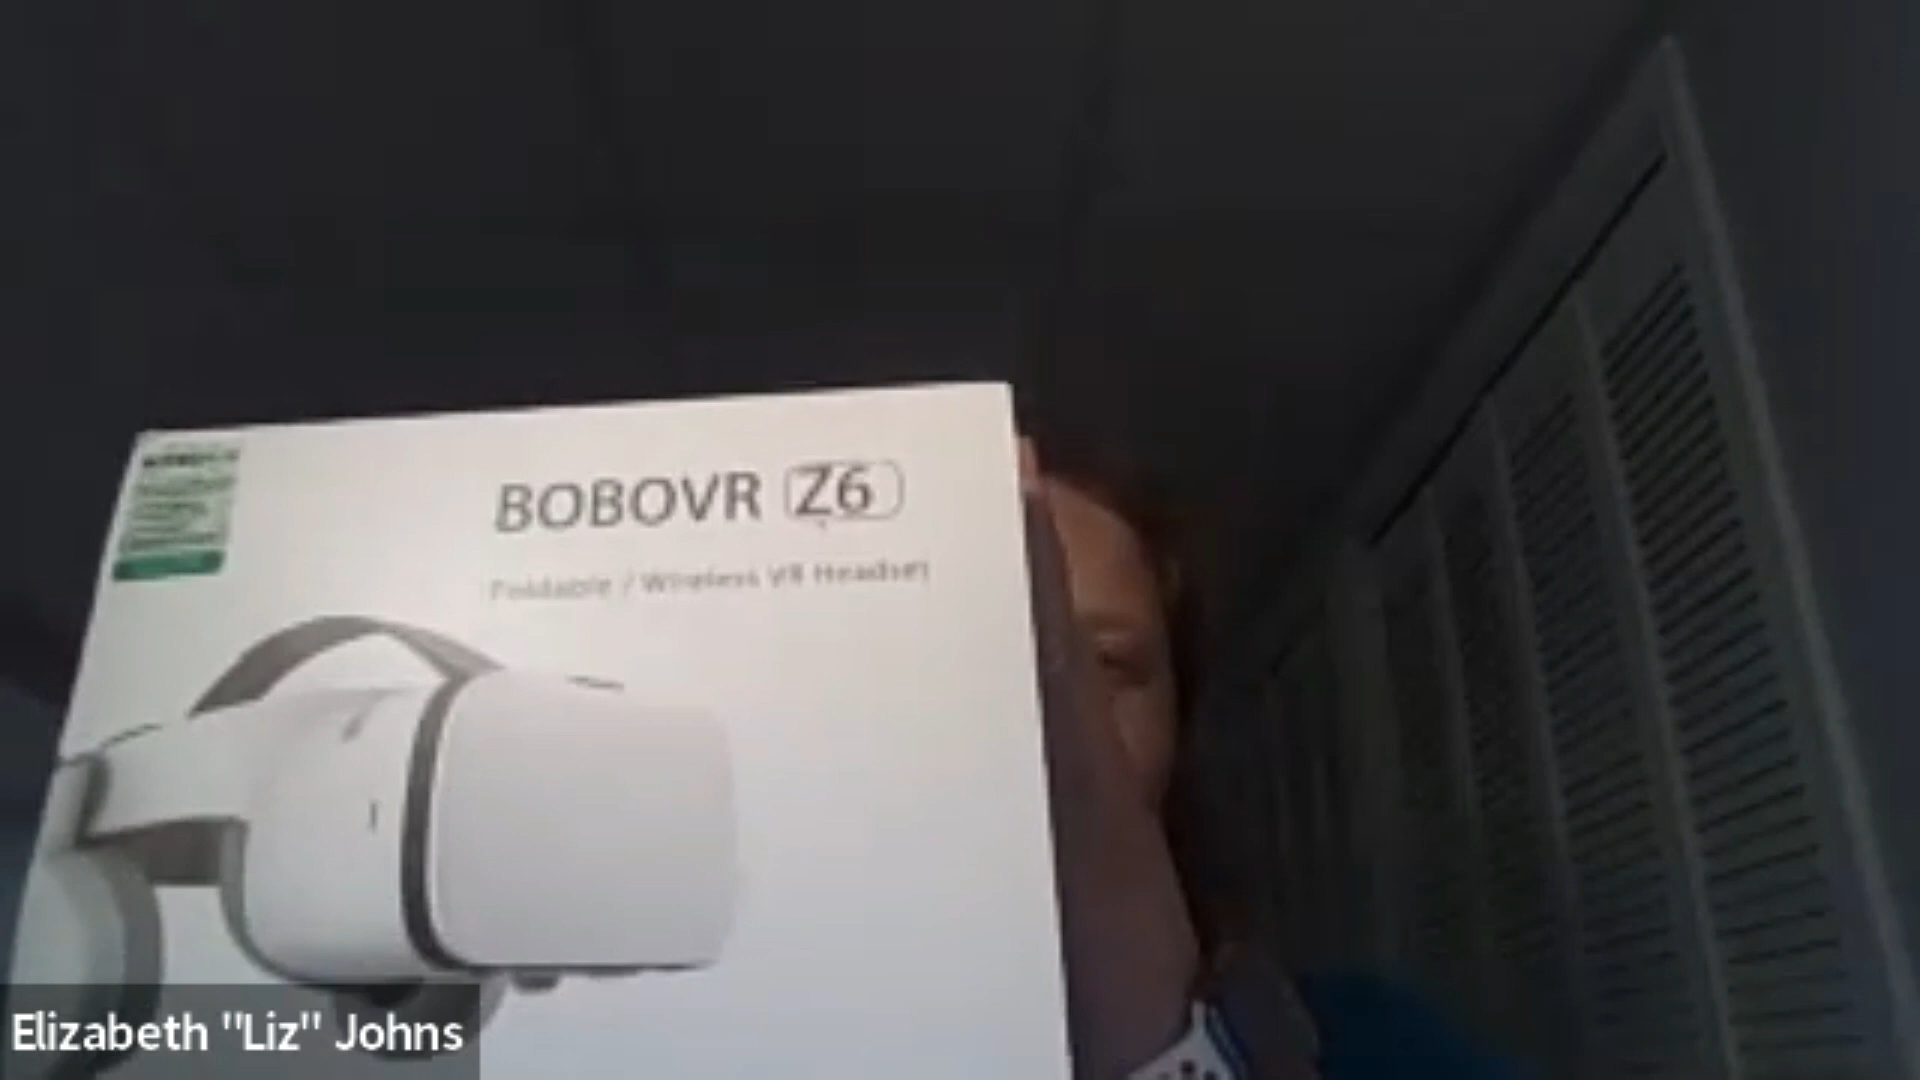 BOBOVR Z6
Foldable / Wireless VR Headset
Elizabeth "Liz" Johns